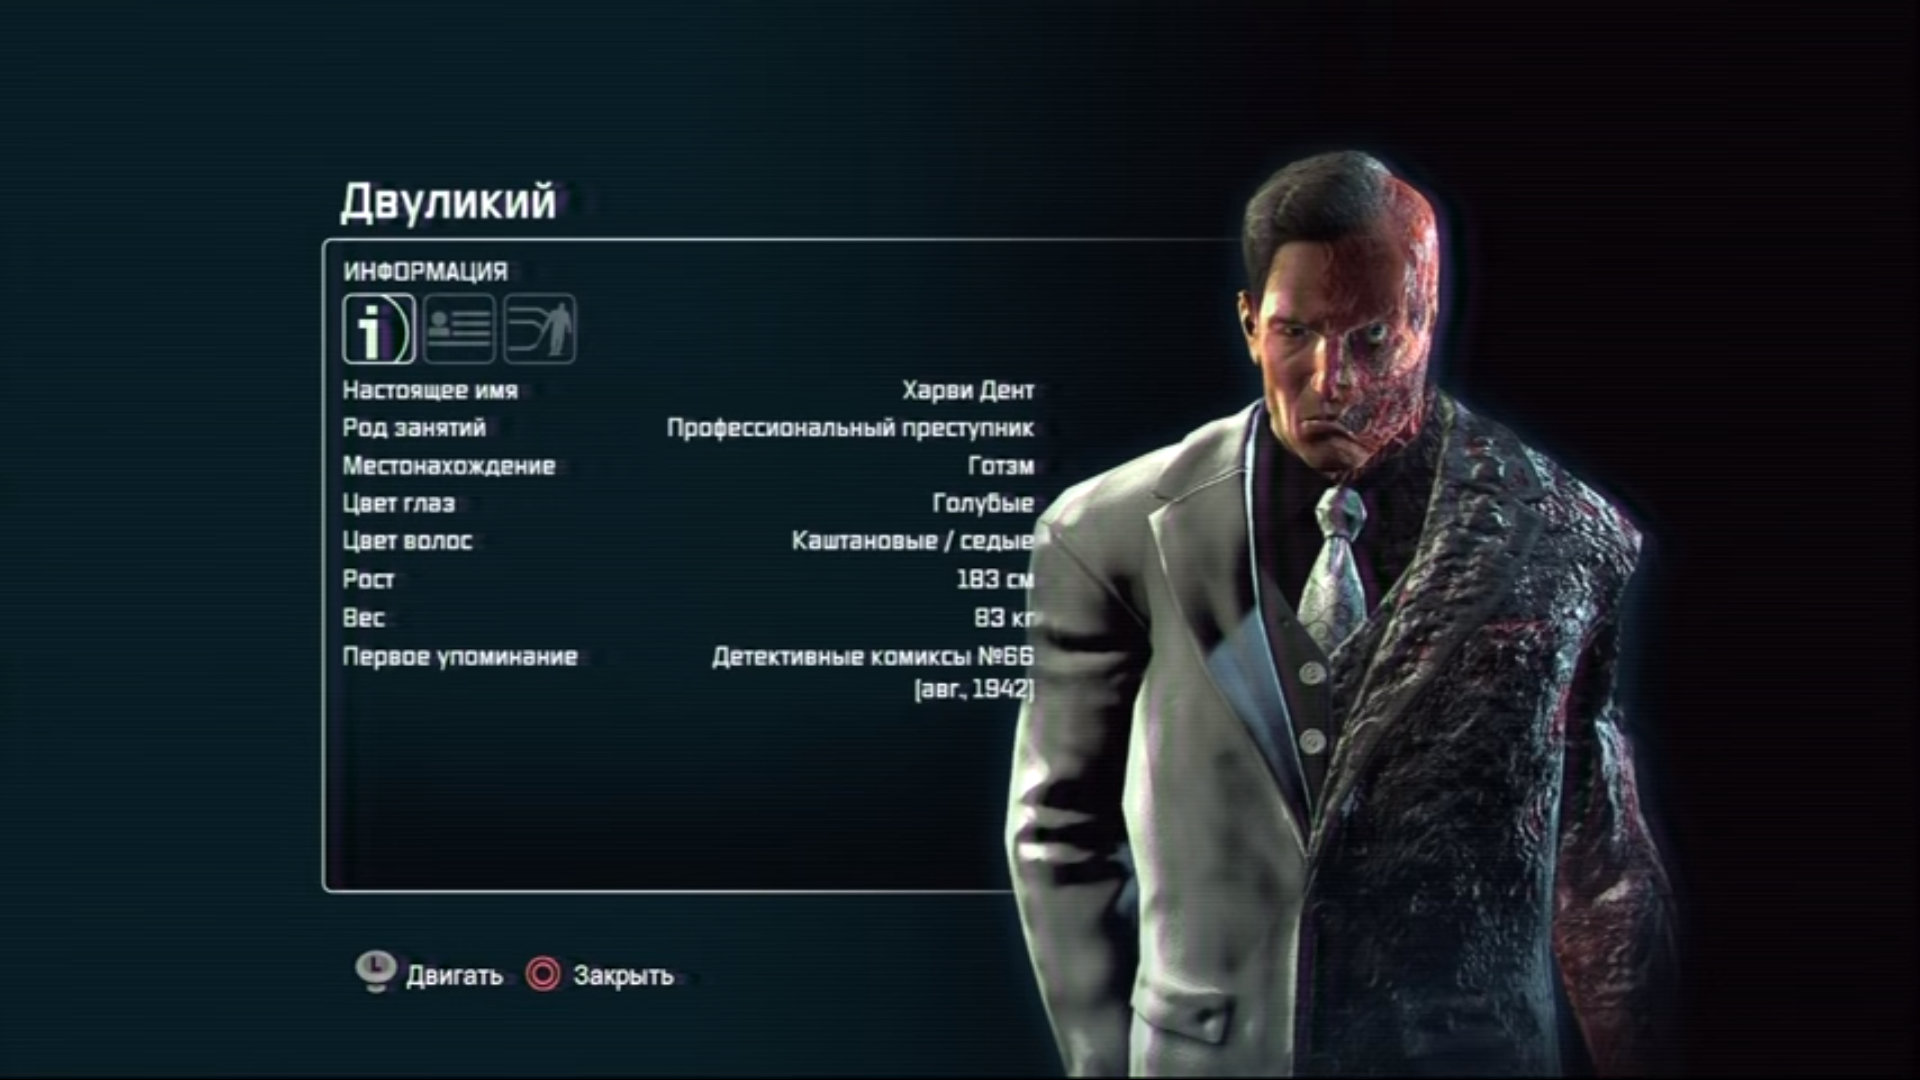 Двуликий
ИНФОРМАЦИЯ
Настоящее имя Харви Дент
Род занятий Профессиональный преступник
Местонахождение Готэм
Цвет глаз Голубые
Цвет волос Каштановые / седые
Рост 183 см
Вес 83 кг
Первое упоминание Детективные комиксы №66
(авг., 1942)
L Двигать Закрыть